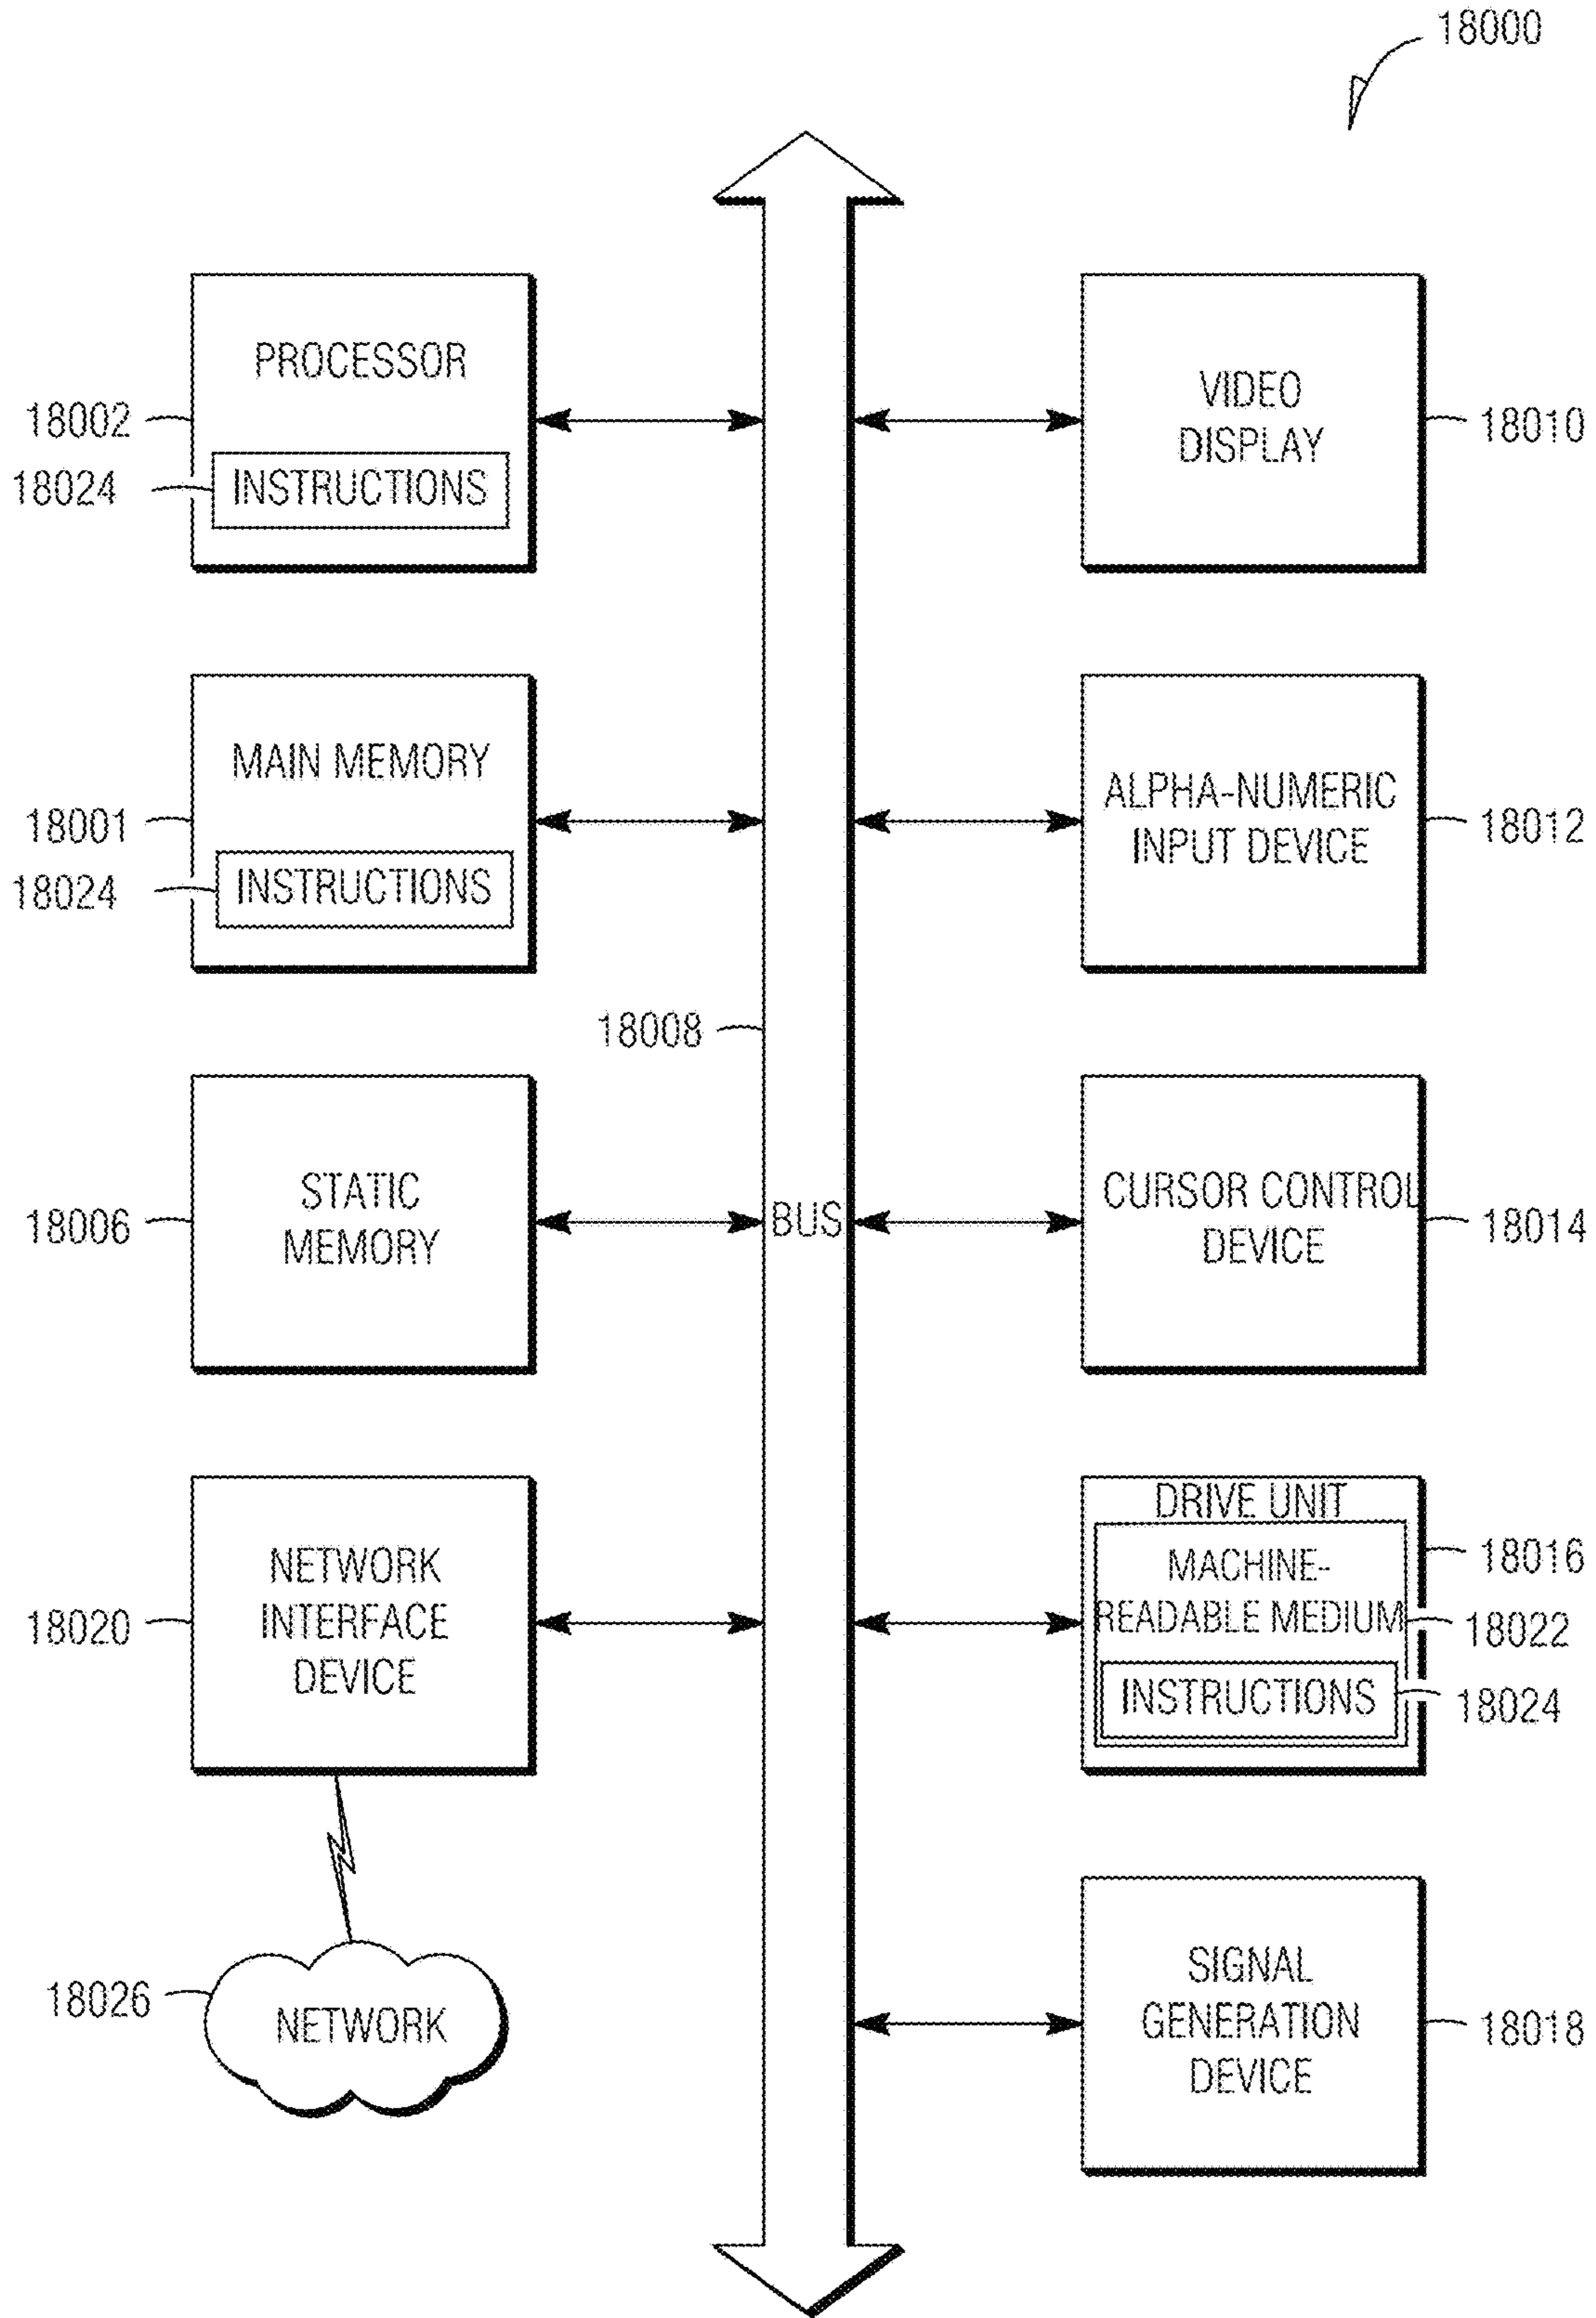 18000
PROCESSOR
18002
18024
INSTRUCTIONS
VIDEO
DISPLAY
18010
MAIN MEMORY
18001
18024
INSTRUCTIONS
ALPHA-NUMERIC
INPUT DEVICE
18012
18008
STATIC
MEMORY
18006
BUS
CURSOR CONTROL
DEVICE
18014
NETWORK
INTERFACE
DEVICE
18020
DRIVE UNIT
18016
MACHINE-
READABLE MEDIUM
18022
INSTRUCTIONS
18024
18026
NETWORK
SIGNAL
GENERATION
DEVICE
18018